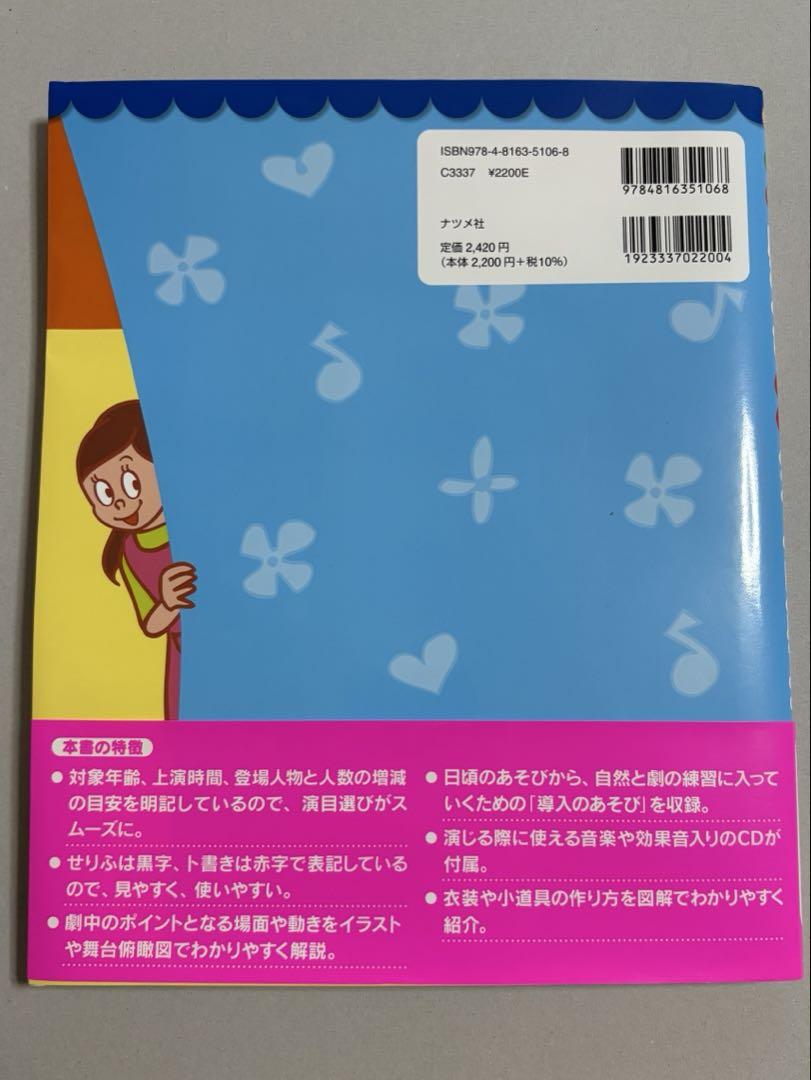 ISBN978-4-8163-5106-8
C3337 ¥2200E
9784816351068
ナツメ社
定価2,420円
(本体2,200円+税10%)
1923337022004
本書の特徴
● 対象年齢、上演時間、登場人物と人数の増減
の目安を明記しているので、演目選びがス
ムーズに。
● せりふは黒字、ト書きは赤字で表記している
ので、見やすく、使いやすい。
● 劇中のポイントとなる場面や動きをイラスト
や舞台俯瞰図でわかりやすく解説。
● 日頃のあそびから、自然と劇の練習に入って
いくための「導入のあそび」を収録。
● 演じる際に使える音楽や効果音入りのCDが
付属。
● 衣装や小道具の作り方を図解でわかりやすく
紹介。